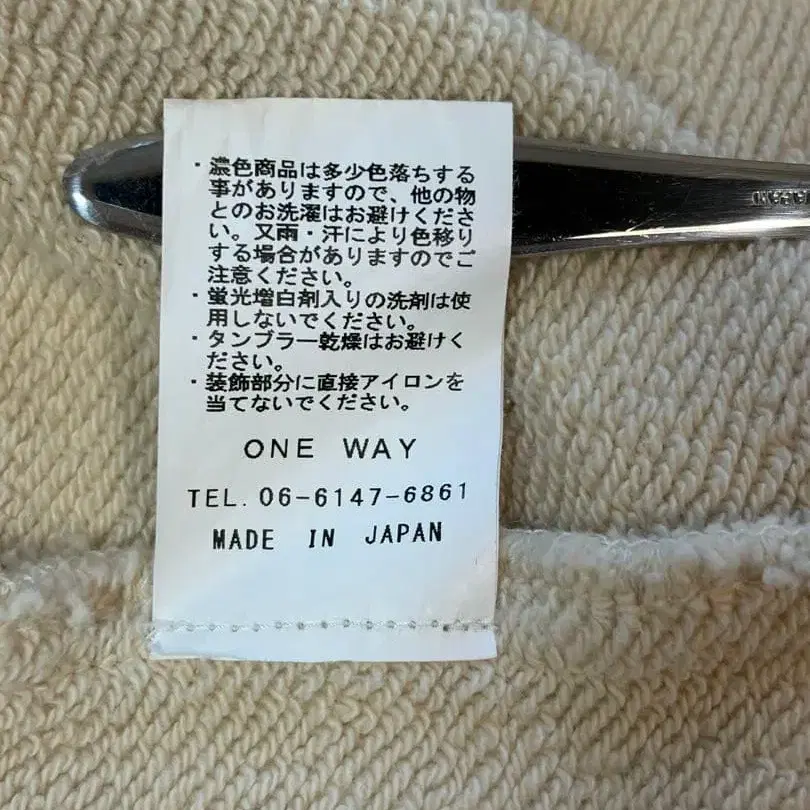 ・濃色商品は多少色落ちする
事がありますので、他の物
とのお洗濯はお避けくださ
い。又雨・汗により色移り
する場合がありますのでご
注意ください。
・蛍光増白剤入りの洗剤は使
用しないでください。
・タンブラー乾燥はお避けく
ださい。
・装飾部分に直接アイロンを
当てないでください。
ONE WAY
TEL. 06-6147-6861
MADE IN JAPAN